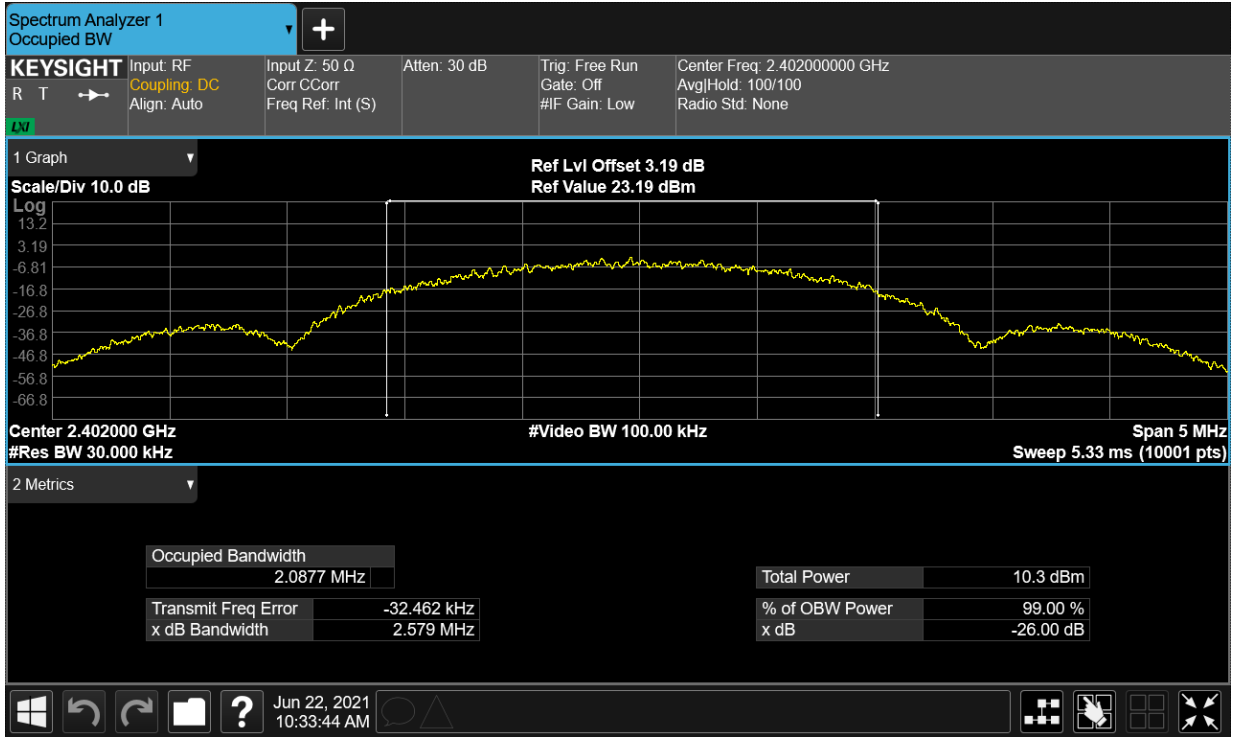 Spectrum Analyzer 1
Occupied BW
KEYSIGHT
R T
LXI
Input: RF
Coupling: DC
Align: Auto
Input Z: 50 Ω
Corr CCorr
Freq Ref: Int (S)
Atten: 30 dB
Trig: Free Run
Gate: Off
#IF Gain: Low
Center Freq: 2.402000000 GHz
Avg|Hold: 100/100
Radio Std: None
1 Graph
Scale/Div 10.0 dB
Ref Lvl Offset 3.19 dB
Ref Value 23.19 dBm
Log
13.2
3.19
-6.81
-16.8
-26.8
-36.8
-46.8
-56.8
-66.8
Center 2.402000 GHz
#Res BW 30.000 kHz
#Video BW 100.00 kHz
Span 5 MHz
Sweep 5.33 ms (10001 pts)
2 Metrics
Occupied Bandwidth
2.0877 MHz
Transmit Freq Error -32.462 kHz
x dB Bandwidth 2.579 MHz
Total Power 10.3 dBm
% of OBW Power 99.00 %
x dB -26.00 dB
?
Jun 22, 2021
10:33:44 AM